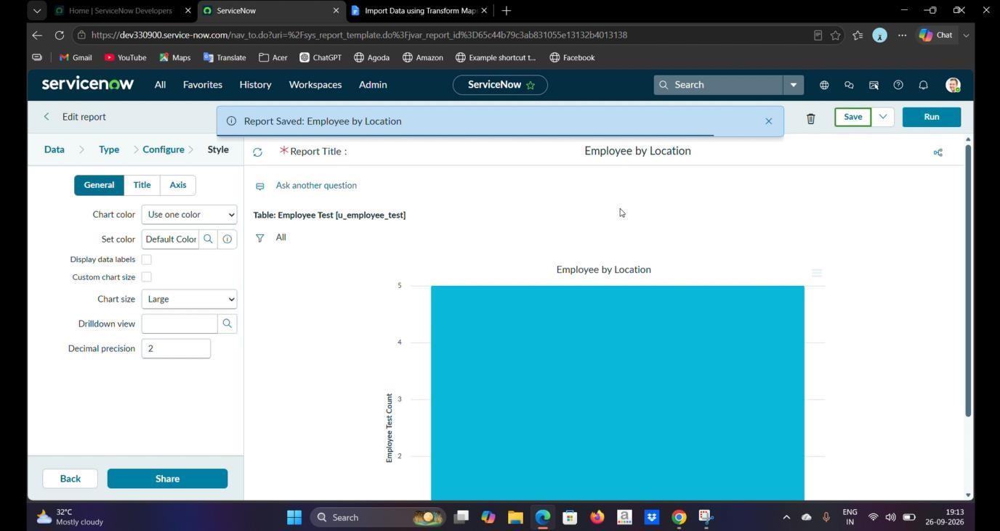 Home | ServiceNow Developers
ServiceNow
Import Data using Transform Map
https://dev330900.service-now.com/nav_to.do?uri=%2Fsys_report_template.do%3Fjvar_report_id%3D65c44b79c3ab831055e13132b4013138
Chat
Gmail
YouTube
Maps
Translate
Acer
ChatGPT
Agoda
Amazon
Example shortcut t...
Facebook
servicenow
All
Favorites
History
Workspaces
Admin
ServiceNow
Search
Edit report
Report Saved: Employee by Location
Save
Run
Data
Type
Configure
Style
*Report Title :
Employee by Location
General
Title
Axis
Ask another question
Chart color
Use one color
Table: Employee Test [u_employee_test]
Set color
Default Color
All
Display data labels
Custom chart size
Employee by Location
Chart size
Large
Drilldown view
Decimal precision
2
5
4
3
2
Employee Test Count
Back
Share
32°C
Mostly cloudy
Search
ENG
IN
19:13
26-09-2026